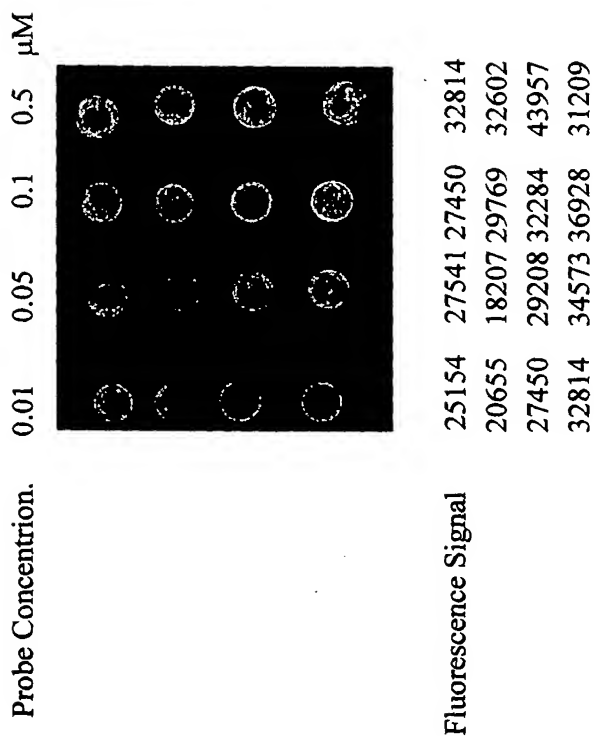 Probe Concentrion. 0.01 0.05 0.1 0.5 μM
Fluorescence Signal 25154 27541 27450 32814
20655 18207 29769 32602
27450 29208 32284 43957
32814 34573 36928 31209